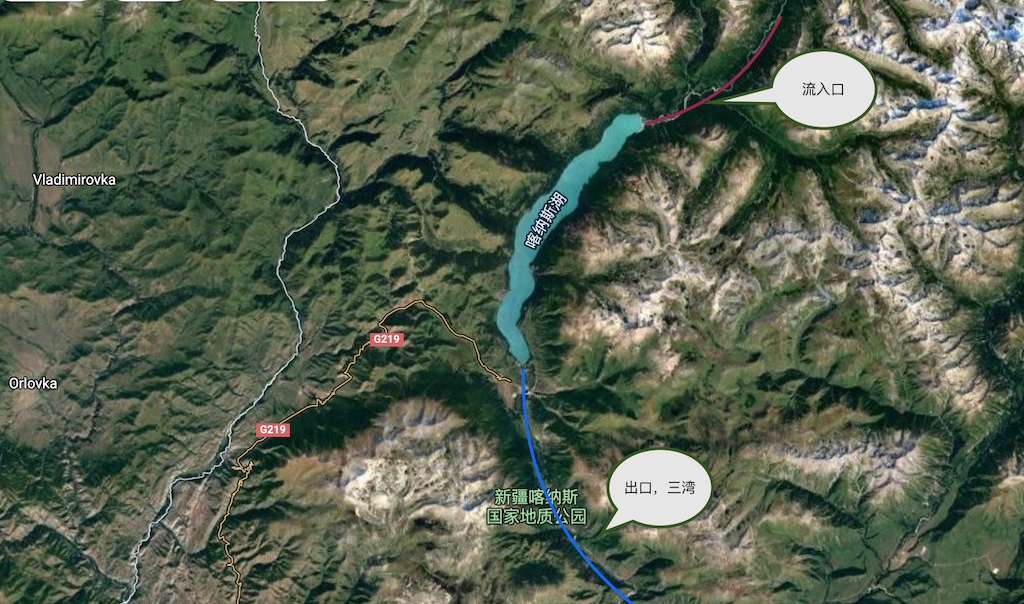 流入口
Vladimirovka
喀纳斯湖
G219
Orlovka
G219
出口，三湾
新疆喀纳斯
国家地质公园